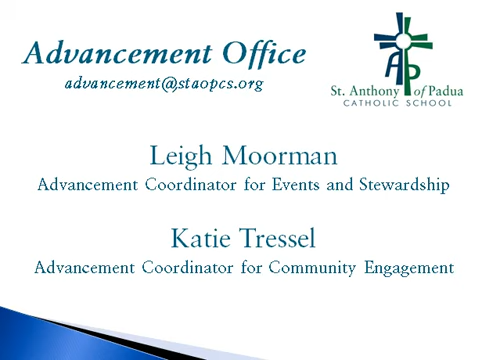 Advancement Office
advancement@staopcs.org
St. Anthony of Padua
CATHOLIC SCHOOL
Leigh Moorman
Advancement Coordinator for Events and Stewardship
Katie Tressel
Advancement Coordinator for Community Engagement